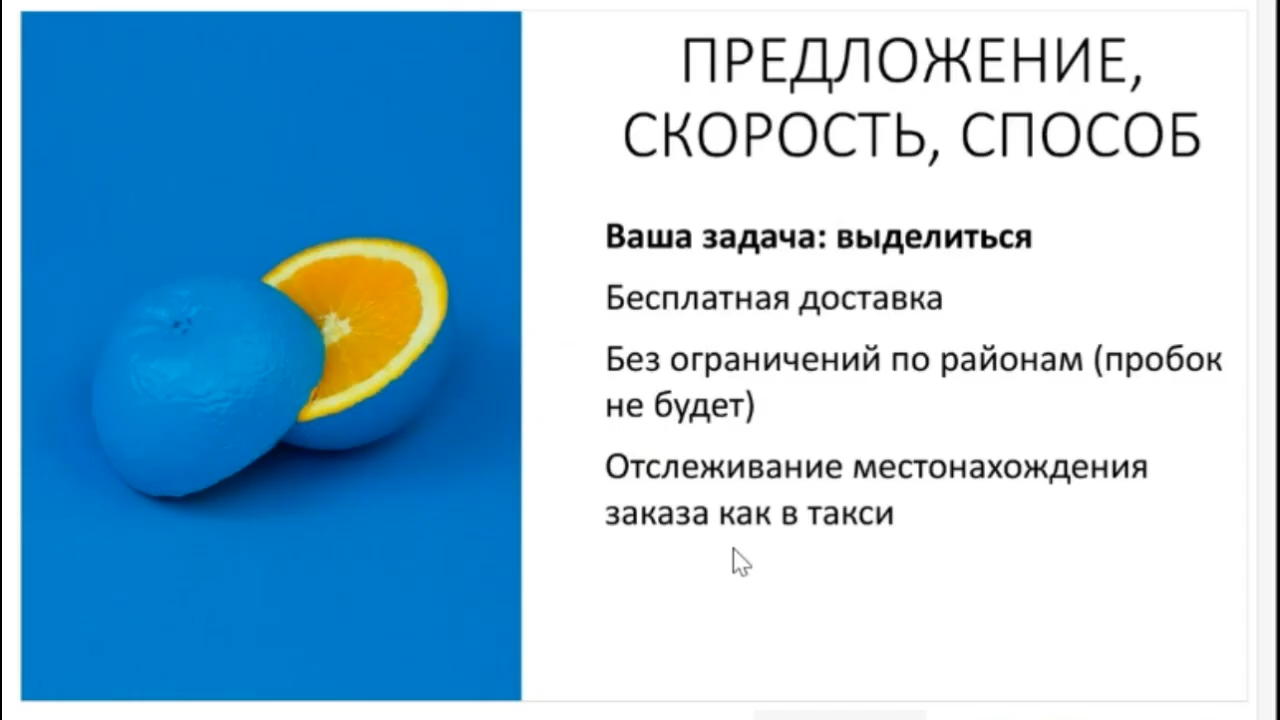 ПРЕДЛОЖЕНИЕ,
СКОРОСТЬ, СПОСОБ
Ваша задача: выделиться
Бесплатная доставка
Без ограничений по районам (пробок
не будет)
Отслеживание местонахождения
заказа как в такси